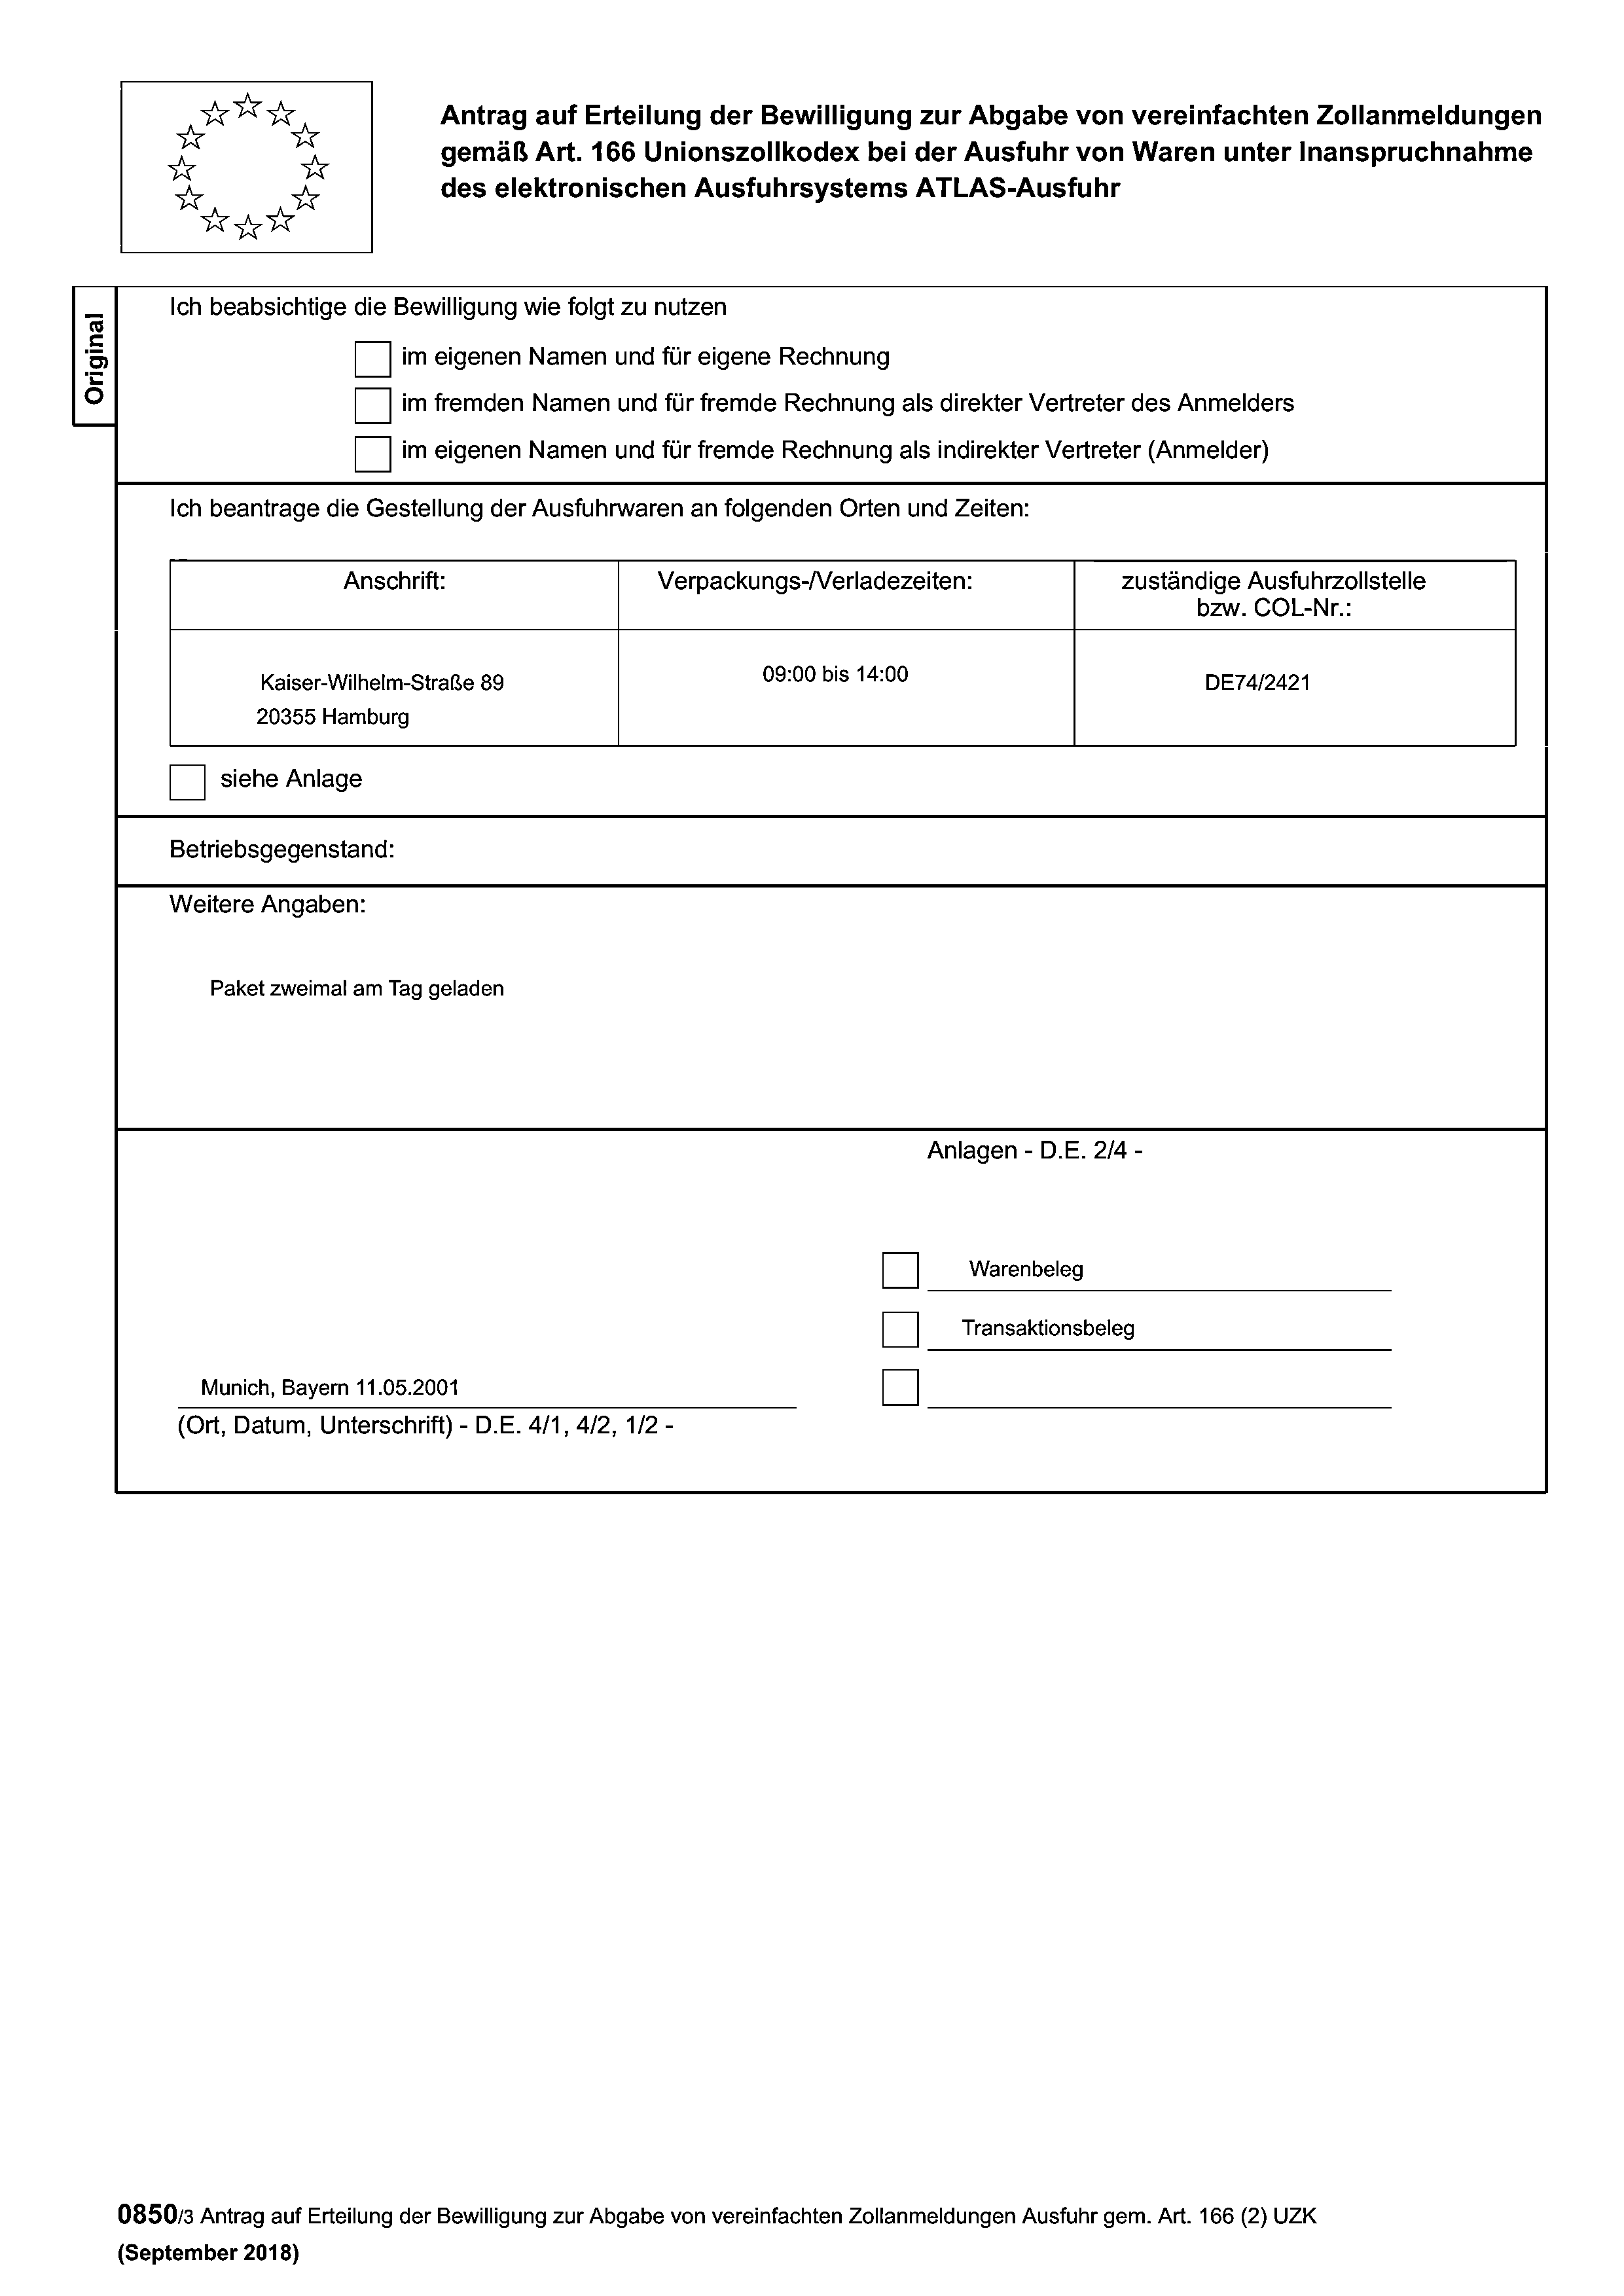 Antrag auf Erteilung der Bewilligung zur Abgabe von vereinfachten Zollanmeldungen
gemäß Art. 166 Unionszollkodex bei der Ausfuhr von Waren unter Inanspruchnahme
des elektronischen Ausfuhrsystems ATLAS-Ausfuhr
Original
Ich beabsichtige die Bewilligung wie folgt zu nutzen
im eigenen Namen und für eigene Rechnung
im fremden Namen und für fremde Rechnung als direkter Vertreter des Anmelders
im eigenen Namen und für fremde Rechnung als indirekter Vertreter (Anmelder)
Ich beantrage die Gestellung der Ausfuhrwaren an folgenden Orten und Zeiten:
Anschrift:
Verpackungs-/Verladezeiten:
zuständige Ausfuhrzollstelle
bzw. COL-Nr.:
Kaiser-Wilhelm-Straße 89
20355 Hamburg
09:00 bis 14:00
DE74/2421
siehe Anlage
Betriebsgegenstand:
Weitere Angaben:
Paket zweimal am Tag geladen
Anlagen - D.E. 2/4 -
Warenbeleg
Transaktionsbeleg
Munich, Bayern 11.05.2001
(Ort, Datum, Unterschrift) - D.E. 4/1, 4/2, 1/2 -
0850/3 Antrag auf Erteilung der Bewilligung zur Abgabe von vereinfachten Zollanmeldungen Ausfuhr gem. Art. 166 (2) UZK
(September 2018)